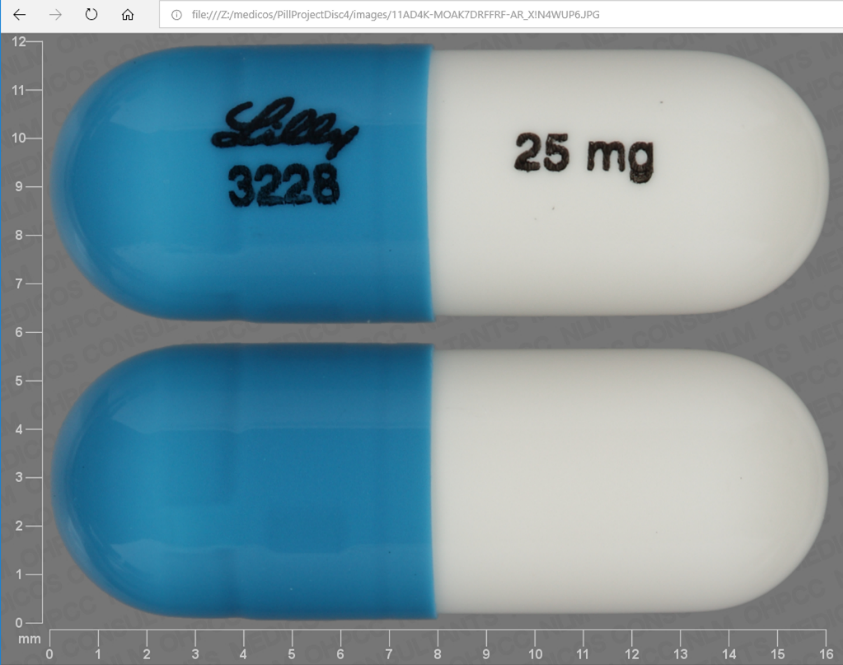 file:///Z:/medicos/PillProjectDisc4/images/11AD4K-MOAK7DRFFRF-AR_X!N4WUP6.JPG
12
11
10
9
8
7
6
5
4
3
2
1
0
Lilly
3228
25 mg
mm
0 1 2 3 4 5 6 7 8 9 10 11 12 13 14 15 16